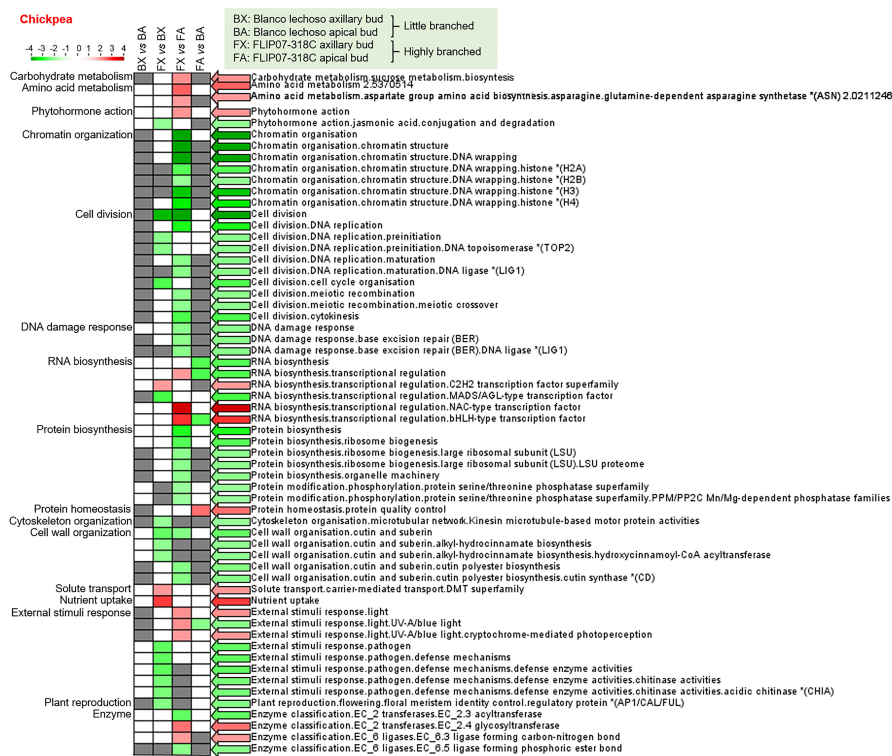 Chickpea
-4 -3 -2 -1 0 1 2 3 4
BX vs BA
FX vs BX
FX vs FA
FA vs BA
BX: Blanco lechoso axillary bud
BA: Blanco lechoso apical bud
Little branched
FX: FLIP07-318C axillary bud
FA: FLIP07-318C apical bud
Highly branched
Carbohydrate metabolism Carbohydrate metabolism.sucrose metabolism.biosyntesis
Amino acid metabolism Amino acid metabolism 2.5370514
Amino acid metabolism.aspartate group amino acid biosynthesis.asparagine.glutamine-dependent asparagine synthetase *(ASN) 2.0211246
Phytohormone action Phytohormone action
Phytohormone action.jasmonic acid.conjugation and degradation
Chromatin organization Chromatin organisation
Chromatin organisation.chromatin structure
Chromatin organisation.chromatin structure.DNA wrapping
Chromatin organisation.chromatin structure.DNA wrapping.histone *(H2A)
Chromatin organisation.chromatin structure.DNA wrapping.histone *(H2B)
Chromatin organisation.chromatin structure.DNA wrapping.histone *(H3)
Chromatin organisation.chromatin structure.DNA wrapping.histone *(H4)
Cell division Cell division
Cell division.DNA replication
Cell division.DNA replication.preinitiation
Cell division.DNA replication.preinitiation.DNA topoisomerase *(TOP2)
Cell division.DNA replication.maturation
Cell division.DNA replication.maturation.DNA ligase *(LIG1)
Cell division.cell cycle organisation
Cell division.meiotic recombination
Cell division.meiotic recombination.meiotic crossover
Cell division.cytokinesis
DNA damage response DNA damage response
DNA damage response.base excision repair (BER)
DNA damage response.base excision repair (BER).DNA ligase *(LIG1)
RNA biosynthesis RNA biosynthesis
RNA biosynthesis.transcriptional regulation
RNA biosynthesis.transcriptional regulation.C2H2 transcription factor superfamily
RNA biosynthesis.transcriptional regulation.MADS/AGL-type transcription factor
RNA biosynthesis.transcriptional regulation.NAC-type transcription factor
RNA biosynthesis.transcriptional regulation.bHLH-type transcription factor
Protein biosynthesis Protein biosynthesis
Protein biosynthesis.ribosome biogenesis
Protein biosynthesis.ribosome biogenesis.large ribosomal subunit (LSU)
Protein biosynthesis.ribosome biogenesis.large ribosomal subunit (LSU).LSU proteome
Protein biosynthesis.organelle machinery
Protein modification.phosphorylation.protein serine/threonine phosphatase superfamily
Protein modification.phosphorylation.protein serine/threonine phosphatase superfamily.PPM/PP2C Mn/Mg-dependent phosphatase families
Protein homeostasis Protein homeostasis.protein quality control
Cytoskeleton organization Cytoskeleton organisation.microtubular network.Kinesin microtubule-based motor protein activities
Cell wall organization Cell wall organisation.cutin and suberin
Cell wall organisation.cutin and suberin.alkyl-hydrocinnamate biosynthesis
Cell wall organisation.cutin and suberin.alkyl-hydrocinnamate biosynthesis.hydroxycinnamoyl-CoA acyltransferase
Cell wall organisation.cutin and suberin.cutin polyester biosynthesis
Cell wall organisation.cutin and suberin.cutin polyester biosynthesis.cutin synthase *(CD)
Solute transport Solute transport.carrier-mediated transport.DMT superfamily
Nutrient uptake Nutrient uptake
External stimuli response External stimuli response.light
External stimuli response.light.UV-A/blue light
External stimuli response.light.UV-A/blue light.cryptochrome-mediated photoperception
External stimuli response.pathogen
External stimuli response.pathogen.defense mechanisms
External stimuli response.pathogen.defense mechanisms.defense enzyme activities
External stimuli response.pathogen.defense mechanisms.defense enzyme activities.chitinase activities
External stimuli response.pathogen.defense mechanisms.defense enzyme activities.chitinase activities.acidic chitinase *(CHIA)
Plant reproduction Plant reproduction.flowering.floral meristem identity control.regulatory protein *(AP1/CAL/FUL)
Enzyme Enzyme classification.EC_2 transferases.EC_2.3 acyltransferase
Enzyme classification.EC_2 transferases.EC_2.4 glycosyltransferase
Enzyme classification.EC_6 ligases.EC_6.3 ligase forming carbon-nitrogen bond
Enzyme classification.EC_6 ligases.EC_6.5 ligase forming phosphoric ester bond